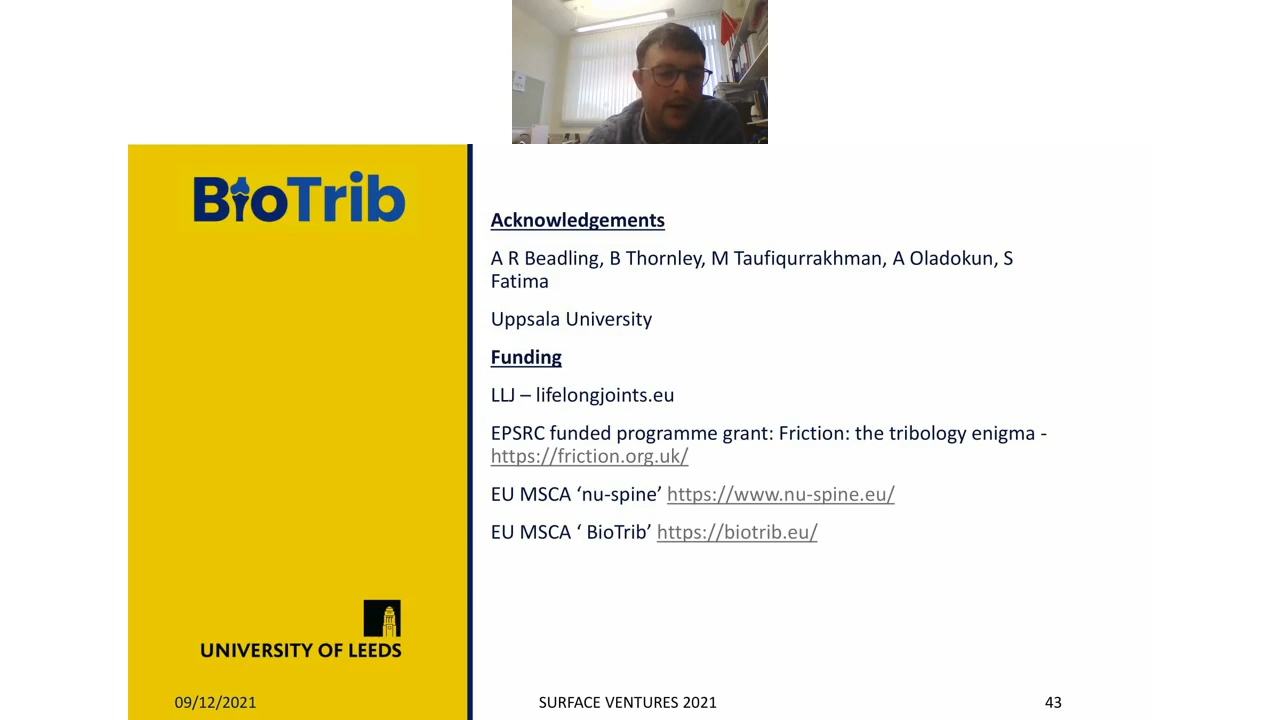 BioTrib
Acknowledgements
A R Beadling, B Thornley, M Taufiqurrakhman, A Oladokun, S
Fatima
Uppsala University
Funding
LLJ – lifelongjoints.eu
EPSRC funded programme grant: Friction: the tribology enigma -
https://friction.org.uk/
EU MSCA ‘nu-spine’ https://www.nu-spine.eu/
EU MSCA ‘ BioTrib’ https://biotrib.eu/
UNIVERSITY OF LEEDS
09/12/2021
SURFACE VENTURES 2021
43